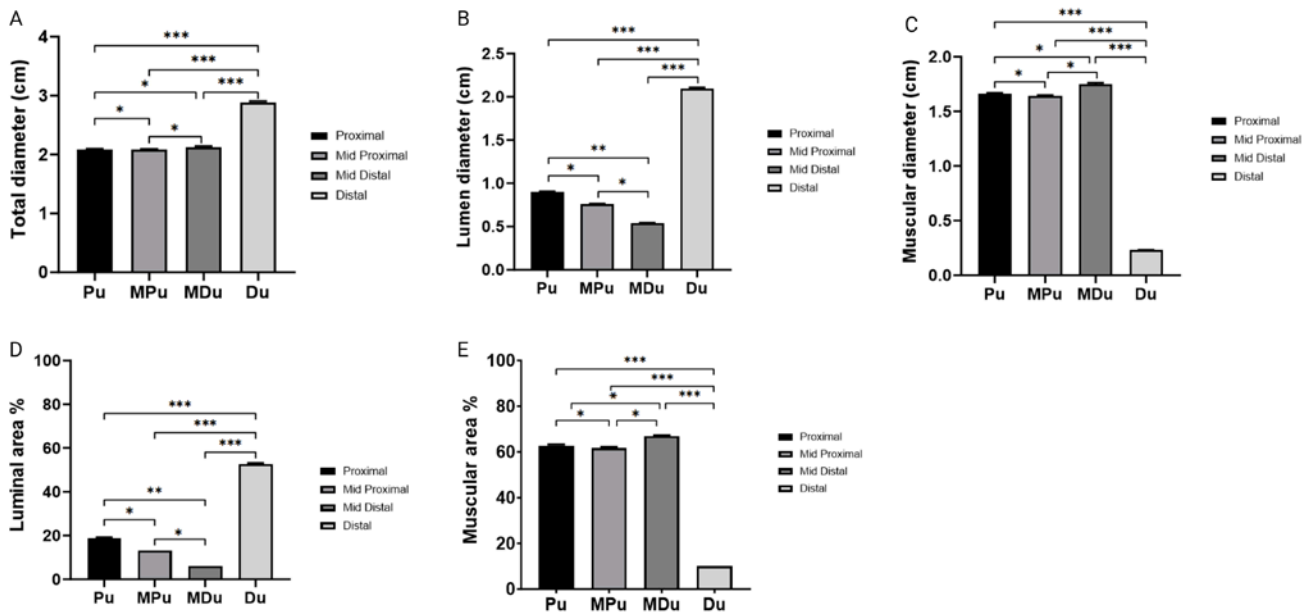 A
Total diameter (cm)
4
3
2
1
0
***
***
*
***
*
*
Pu MPu MDu Du
Proximal
Mid Proximal
Mid Distal
Distal
B
Lumen diameter (cm)
2.5
2.0
1.5
1.0
0.5
0.0
***
***
***
**
*
*
Pu MPu MDu Du
Proximal
Mid Proximal
Mid Distal
Distal
C
Muscular diameter (cm)
2.0
1.5
1.0
0.5
0.0
***
***
*
***
*
*
Pu MPu MDu Du
Proximal
Mid Proximal
Mid Distal
Distal
D
Luminal area %
100
80
60
40
20
0
***
***
***
**
*
*
Pu MPu MDu Du
Proximal
Mid Proximal
Mid Distal
Distal
E
Muscular area %
100
80
60
40
20
0
***
***
*
***
*
*
Pu MPu MDu Du
Proximal
Mid Proximal
Mid Distal
Distal